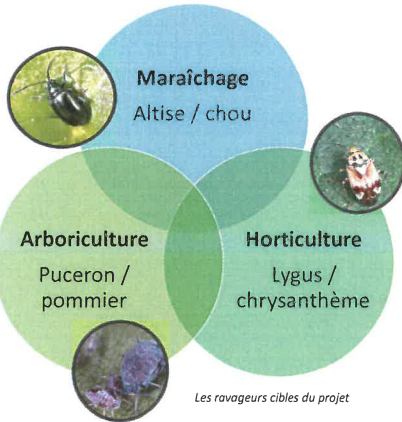 Maraîchage
Altise / chou
Arboriculture
Puceron /
pommier
Horticulture
Lygus /
chrysanthème
Les ravageurs cibles du projet